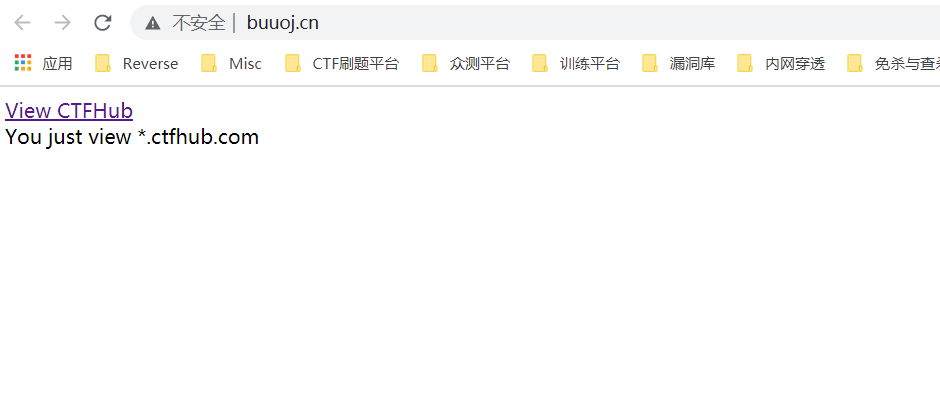 不安全 | buuoj.cn
应用 Reverse Misc CTF刷题平台 众测平台 训练平台 漏洞库 内网穿透 免杀与查
View CTFHub
You just view *.ctfhub.com